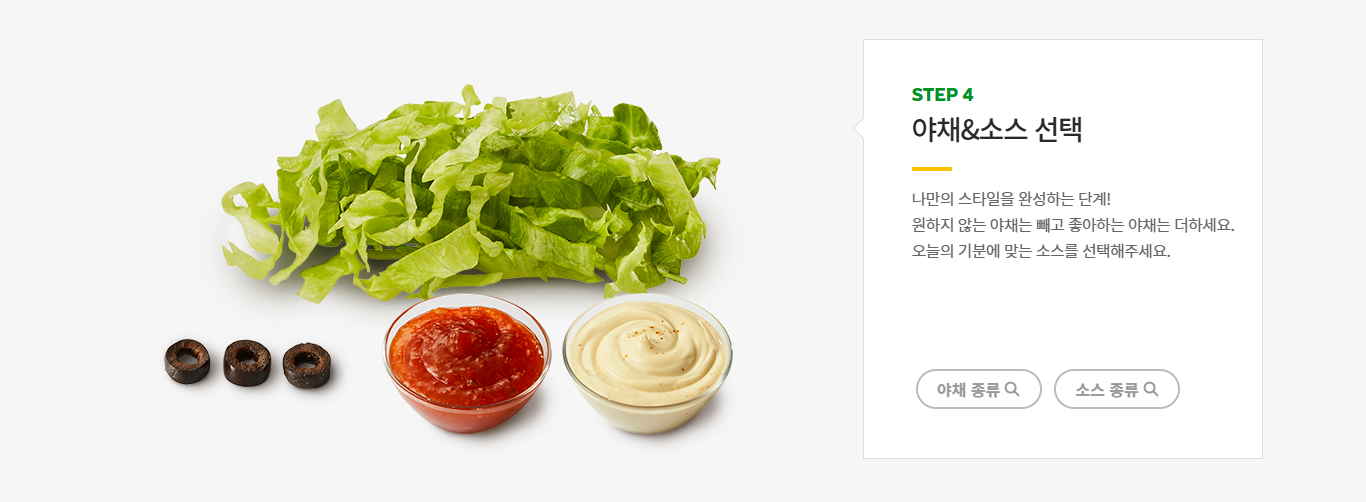 STEP 4
야채&소스 선택
나만의 스타일을 완성하는 단계!
원하지 않는 야채는 빼고 좋아하는 야채는 더하세요.
오늘의 기분에 맞는 소스를 선택해주세요.
야채 종류
소스 종류